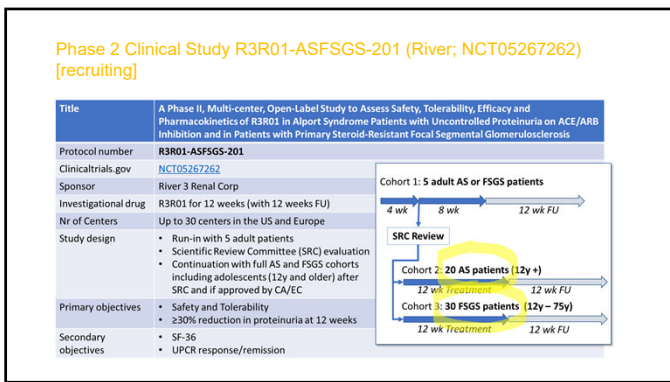 Phase 2 Clinical Study R3R01-ASFSGS-201 (River; NCT05267262)
[recruiting]
Title
A Phase II, Multi-center, Open-Label Study to Assess Safety, Tolerability, Efficacy and
Pharmacokinetics of R3R01 in Alport Syndrome Patients with Uncontrolled Proteinuria on ACE/ARB
Inhibition and in Patients with Primary Steroid-Resistant Focal Segmental Glomerulosclerosis
Protocol number
R3R01-ASFSGS-201
Clinicaltrials.gov
NCT05267262
Sponsor
River 3 Renal Corp
Investigational drug
R3R01 for 12 weeks (with 12 weeks FU)
Nr of Centers
Up to 30 centers in the US and Europe
Study design
• Run-in with 5 adult patients
• Scientific Review Committee (SRC) evaluation
• Continuation with full AS and FSGS cohorts
including adolescents (12y and older) after
SRC and if approved by CA/EC
Primary objectives
• Safety and Tolerability
• ≥30% reduction in proteinuria at 12 weeks
Secondary
objectives
• SF-36
• UPCR response/remission
Cohort 1: 5 adult AS or FSGS patients
4 wk 8 wk 12 wk FU
SRC Review
Cohort 2: 20 AS patients (12y +)
12 wk Treatment 12 wk FU
Cohort 3: 30 FSGS patients (12y – 75y)
12 wk Treatment 12 wk FU